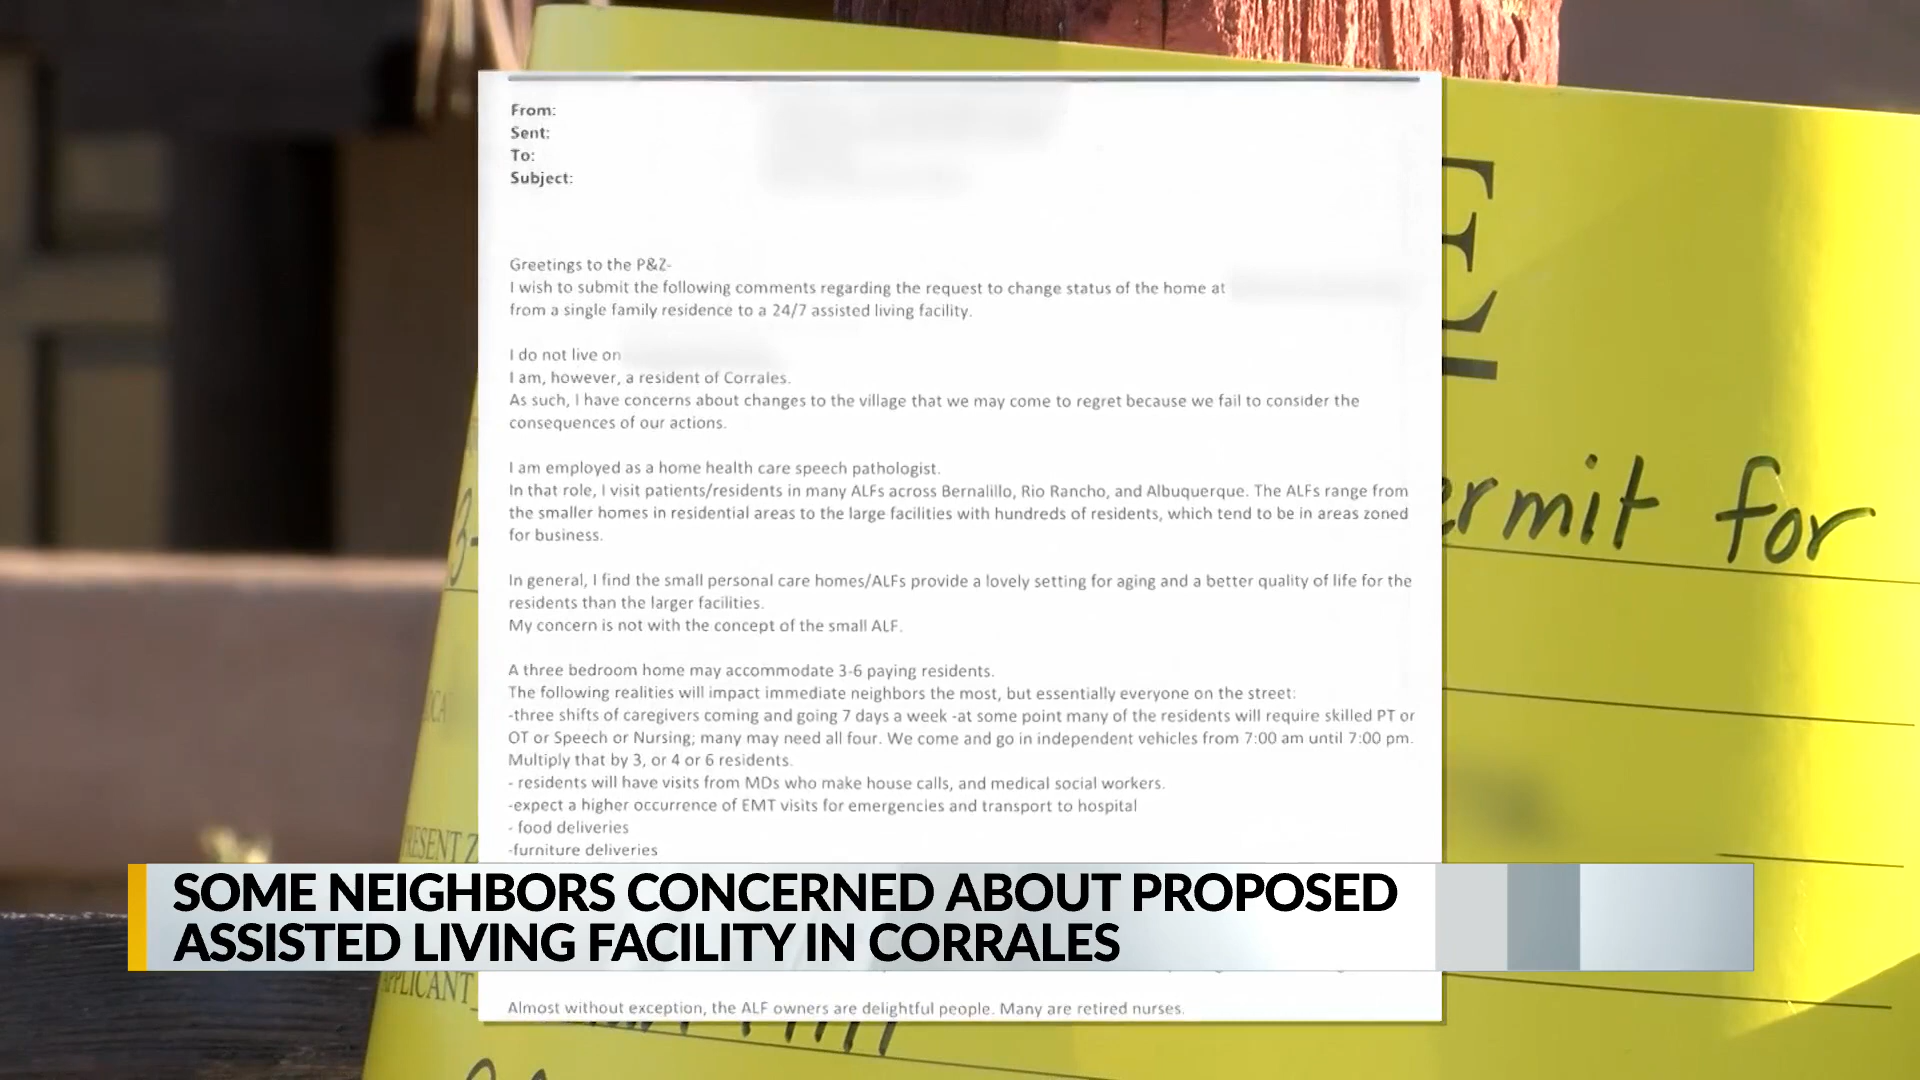 From:
Sent:
To:
Subject:
Greetings to the P&Z-
I wish to submit the following comments regarding the request to change status of the home at
from a single family residence to a 24/7 assisted living facility.
I do not live on
I am, however, a resident of Corrales.
As such, I have concerns about changes to the village that we may come to regret because we fail to consider the
consequences of our actions.
I am employed as a home health care speech pathologist.
In that role, I visit patients/residents in many ALFs across Bernalillo, Rio Rancho, and Albuquerque. The ALFs range from
the smaller homes in residential areas to the large facilities with hundreds of residents, which tend to be in areas zoned
for business.
In general, I find the small personal care homes/ALFs provide a lovely setting for aging and a better quality of life for the
residents than the larger facilities.
My concern is not with the concept of the small ALF.
A three bedroom home may accommodate 3-6 paying residents.
The following realities will impact immediate neighbors the most, but essentially everyone on the street:
-three shifts of caregivers coming and going 7 days a week -at some point many of the residents will require skilled PT or
OT or Speech or Nursing; many may need all four. We come and go in independent vehicles from 7:00 am until 7:00 pm.
Multiply that by 3, or 4 or 6 residents.
- residents will have visits from MDs who make house calls, and medical social workers.
-expect a higher occurrence of EMT visits for emergencies and transport to hospital
- food deliveries
-furniture deliveries
SOME NEIGHBORS CONCERNED ABOUT PROPOSED
ASSISTED LIVING FACILITY IN CORRALES
Almost without exception, the ALF owners are delightful people. Many are retired nurses.
E
ermit for
RESENT Z
APPLICANT